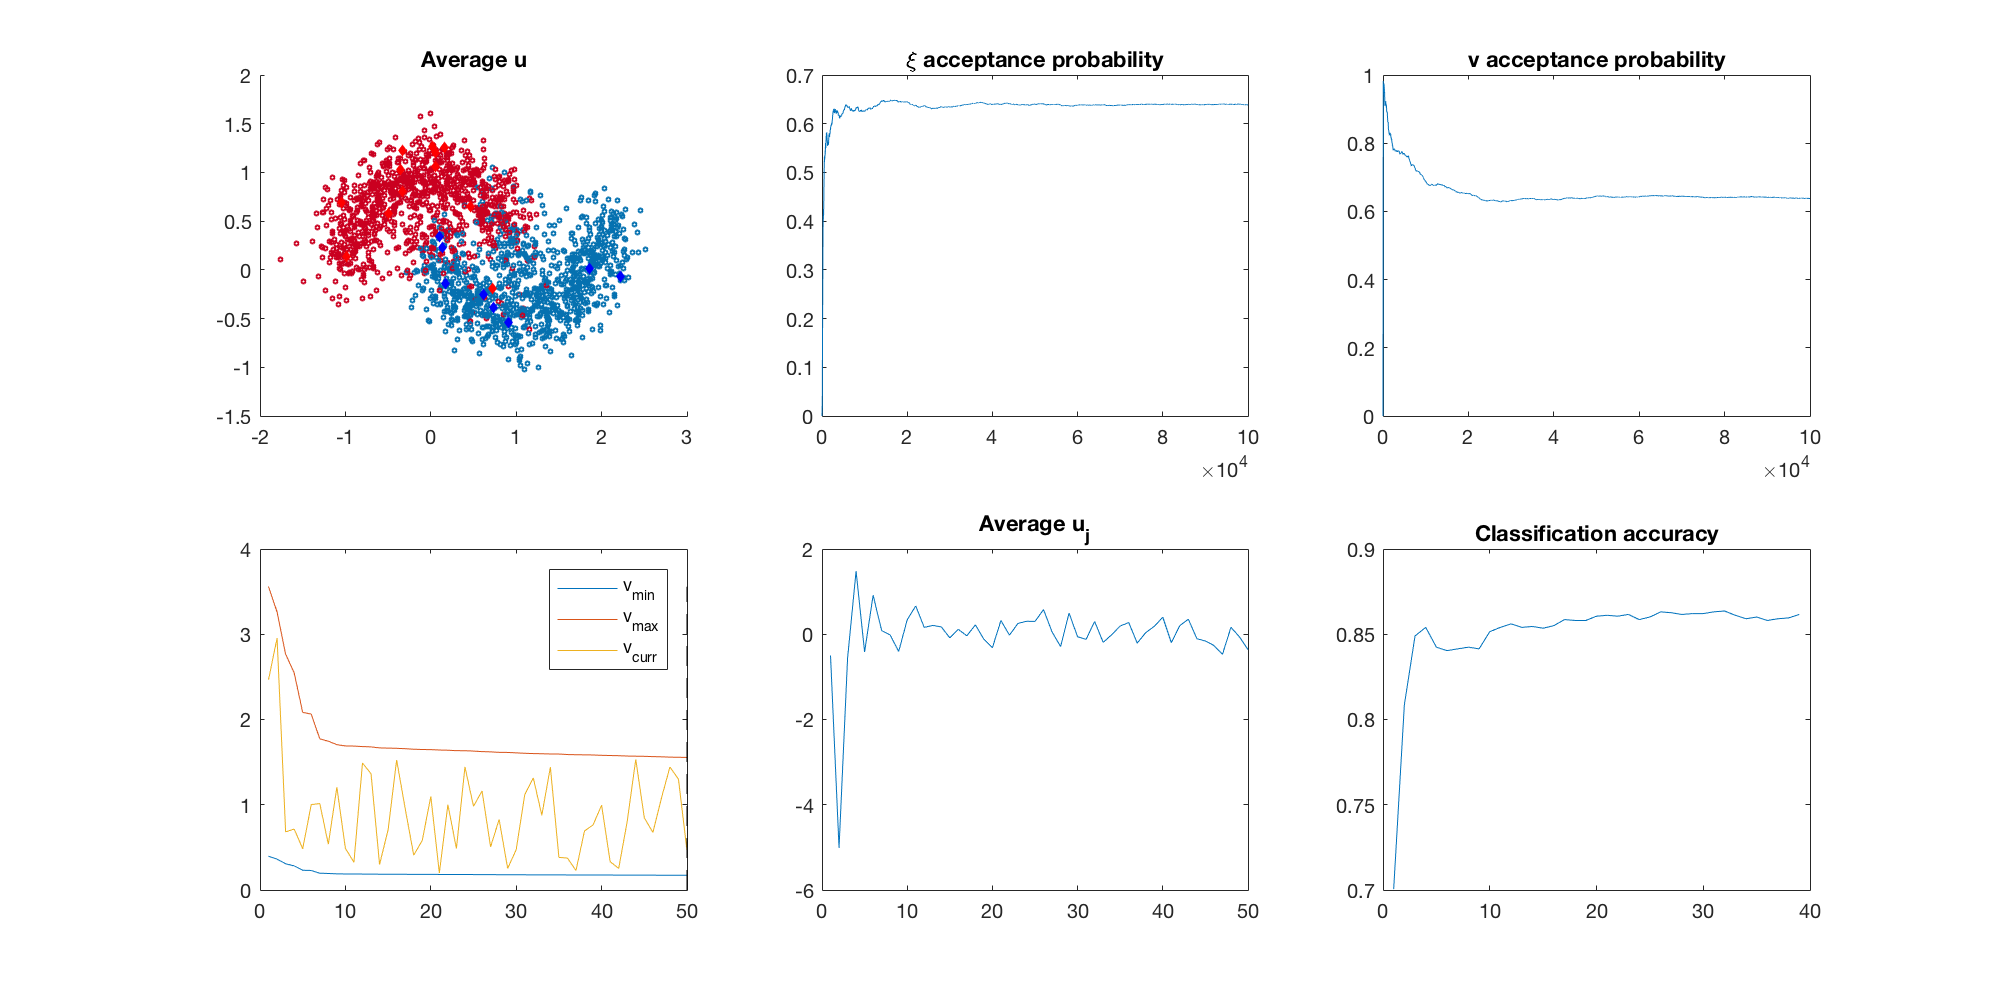 Average u
2
1.5
1
0.5
0
-0.5
-1
-1.5
-2 -1 0 1 2 3
ξ acceptance probability
0.7
0.6
0.5
0.4
0.3
0.2
0.1
0
0 2 4 6 8 10
×10^4
v acceptance probability
1
0.8
0.6
0.4
0.2
0
0 2 4 6 8 10
×10^4
4
3
2
1
0
0 10 20 30 40 50
v_min
v_max
v_curr
Average u_j
2
0
-2
-4
-6
0 10 20 30 40 50
Classification accuracy
0.9
0.85
0.8
0.75
0.7
0 10 20 30 40